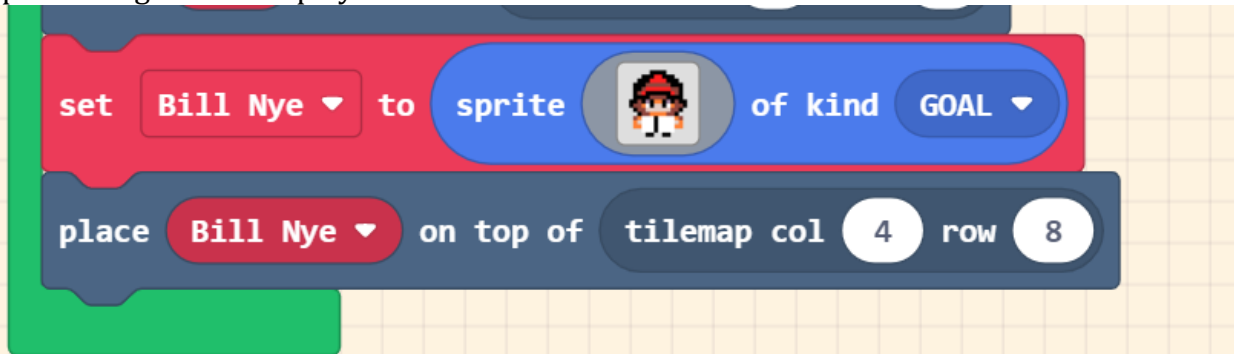 set Bill Nye to sprite of kind GOAL
place Bill Nye on top of tilemap col 4 row 8